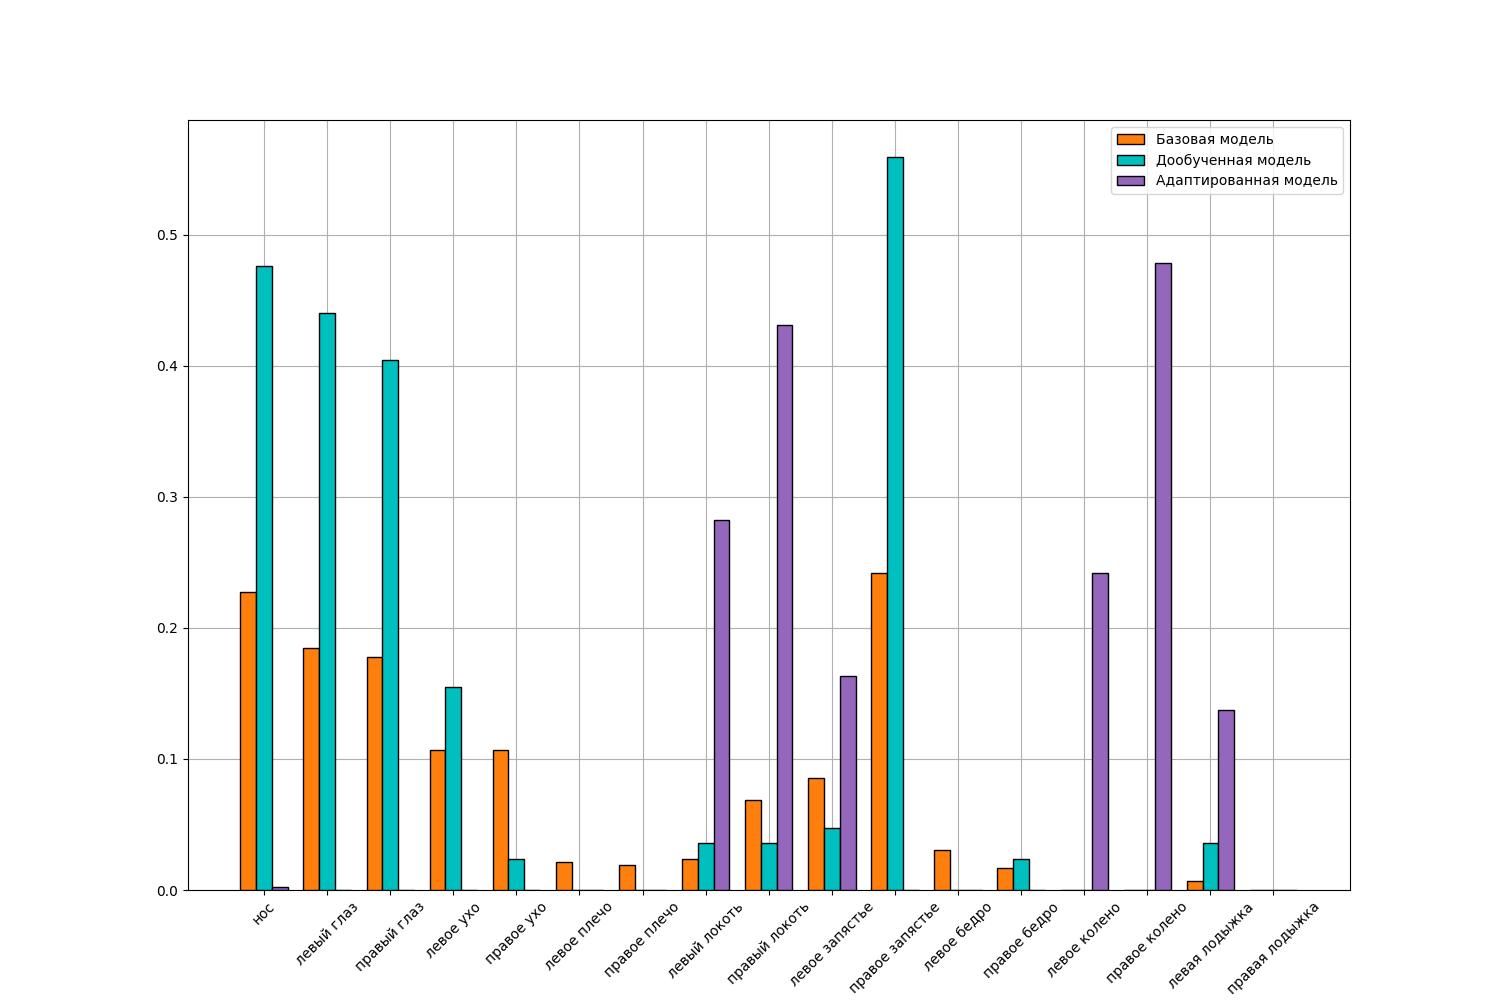 Базовая модель
Дообученная модель
Адаптированная модель
0.5
0.4
0.3
0.2
0.1
0.0
нос
левый глаз
правый глаз
левое ухо
правое ухо
левое плечо
правое плечо
левый локоть
правый локоть
левое запястье
правое запястье
левое бедро
правое бедро
левое колено
правое колено
левая лодыжка
правая лодыжка